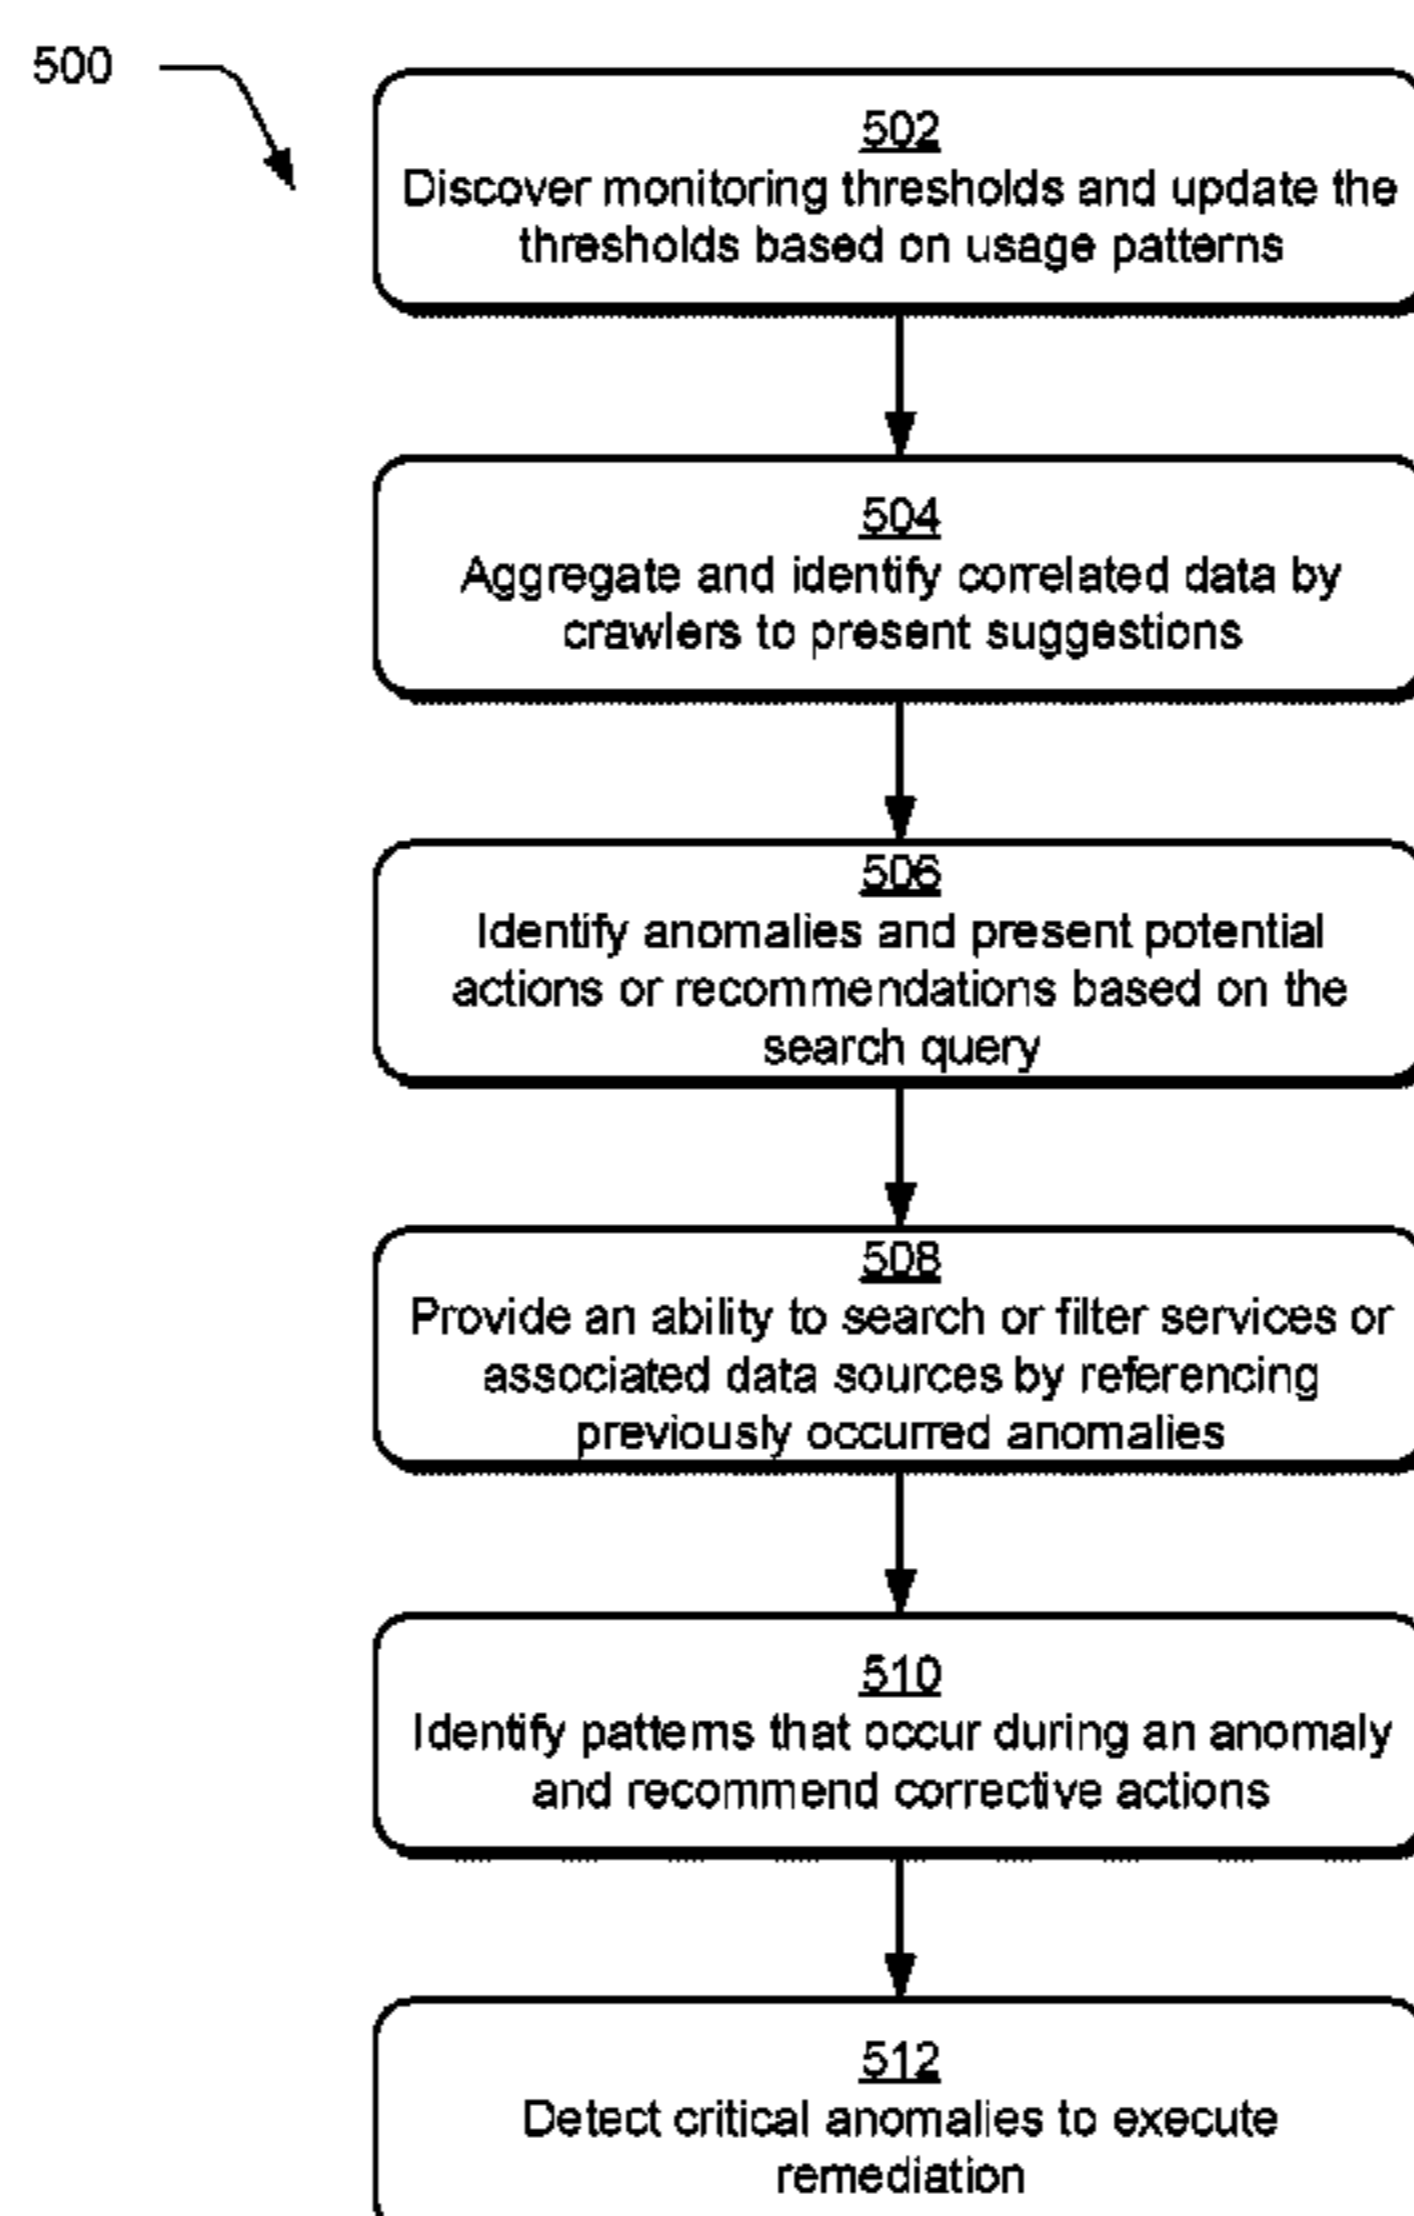 500
502
Discover monitoring thresholds and update the
thresholds based on usage patterns
504
Aggregate and identify correlated data by
crawlers to present suggestions
506
Identify anomalies and present potential
actions or recommendations based on the
search query
508
Provide an ability to search or filter services or
associated data sources by referencing
previously occurred anomalies
510
Identify patterns that occur during an anomaly
and recommend corrective actions
512
Detect critical anomalies to execute
remediation